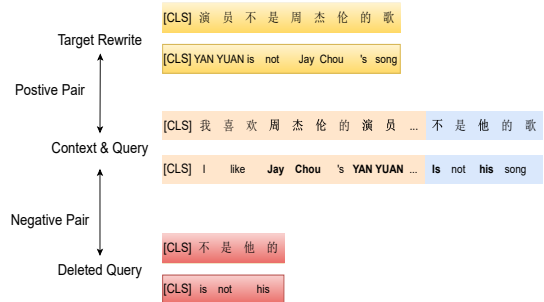 [CLS] 演 员 不 是 周 杰 伦 的 歌
Target Rewrite
[CLS] YAN YUAN is not Jay Chou 's song
Postive Pair
[CLS] 我 喜 欢 周 杰 伦 的 演 员 ... 不 是 他 的 歌
Context & Query
[CLS] I like Jay Chou 's YAN YUAN ... Is not his song
Negative Pair
[CLS] 不 是 他 的
Deleted Query
[CLS] is not his